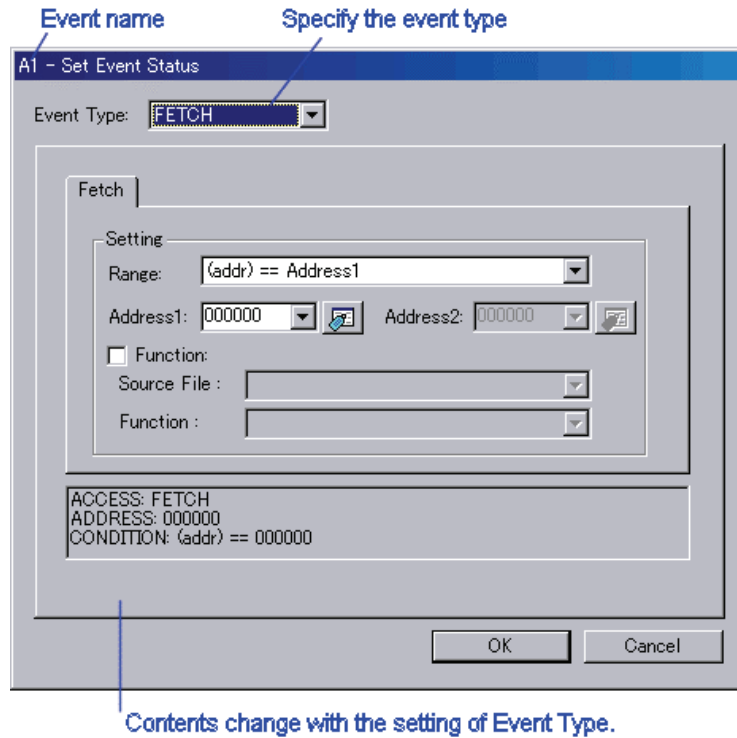 Event name
Specify the event type
A1 - Set Event Status
Event Type: FETCH
Fetch
Setting
Range: (addr) == Address1
Address1: 000000 Address2: 000000
Function:
Source File :
Function :
ACCESS: FETCH
ADDRESS: 000000
CONDITION: (addr) == 000000
OK Cancel
Contents change with the setting of Event Type.